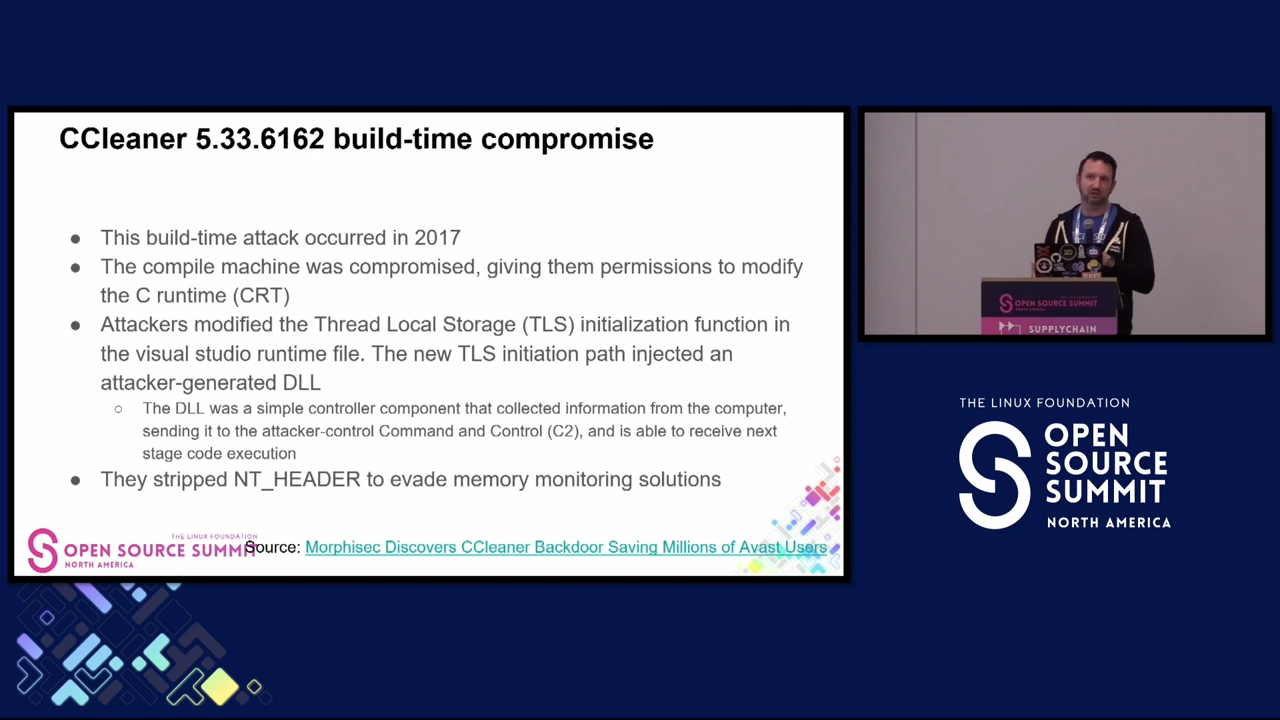 CCleaner 5.33.6162 build-time compromise
● This build-time attack occurred in 2017
● The compile machine was compromised, giving them permissions to modify
the C runtime (CRT)
● Attackers modified the Thread Local Storage (TLS) initialization function in
the visual studio runtime file. The new TLS initiation path injected an
attacker-generated DLL
○ The DLL was a simple controller component that collected information from the computer,
sending it to the attacker-control Command and Control (C2), and is able to receive next
stage code execution
● They stripped NT_HEADER to evade memory monitoring solutions
THE LINUX FOUNDATION
OPEN SOURCE SUMMIT
NORTH AMERICA
Source: Morphisec Discovers CCleaner Backdoor Saving Millions of Avast Users
OPEN SOURCE SUMMIT
SUPPLYCHAIN
THE LINUX FOUNDATION
OPEN
SOURCE
SUMMIT
NORTH AMERICA